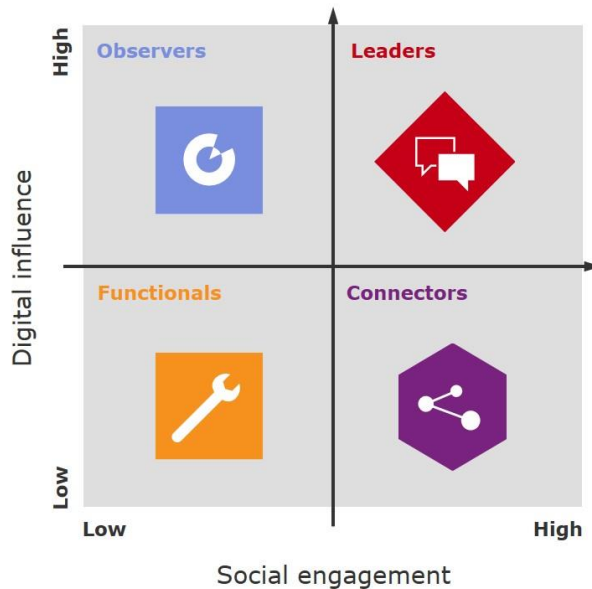 High
Observers
Leaders
Digital influence
Functionals
Connectors
Low
Low
High
Social engagement